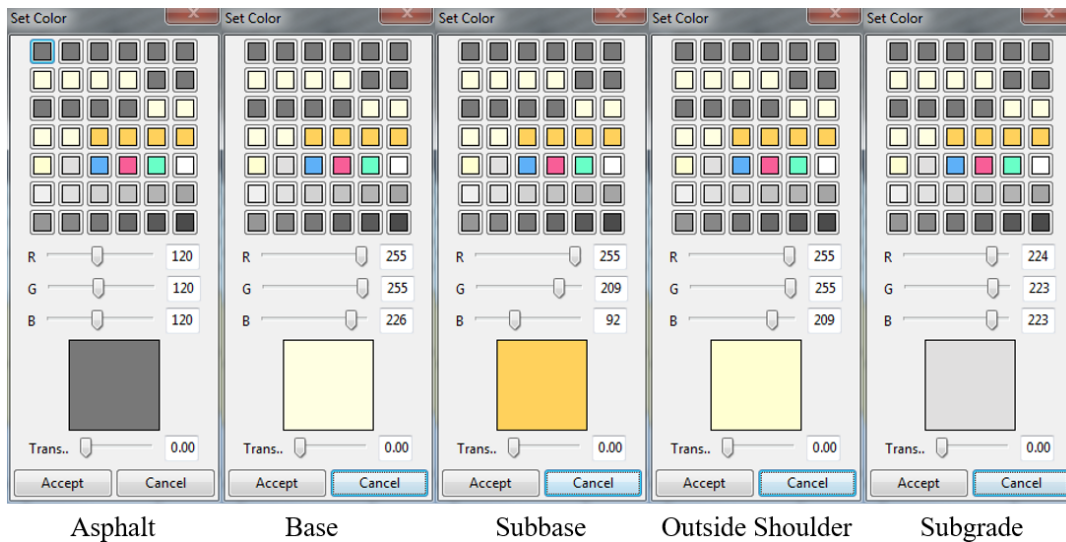 Set Color
R 120
G 120
B 120
Trans.. 0.00
Accept Cancel
Asphalt
Set Color
R 255
G 255
B 226
Trans.. 0.00
Accept Cancel
Base
Set Color
R 255
G 209
B 92
Trans.. 0.00
Accept Cancel
Subbase
Set Color
R 255
G 255
B 209
Trans.. 0.00
Accept Cancel
Outside Shoulder
Set Color
R 224
G 223
B 223
Trans.. 0.00
Accept Cancel
Subgrade